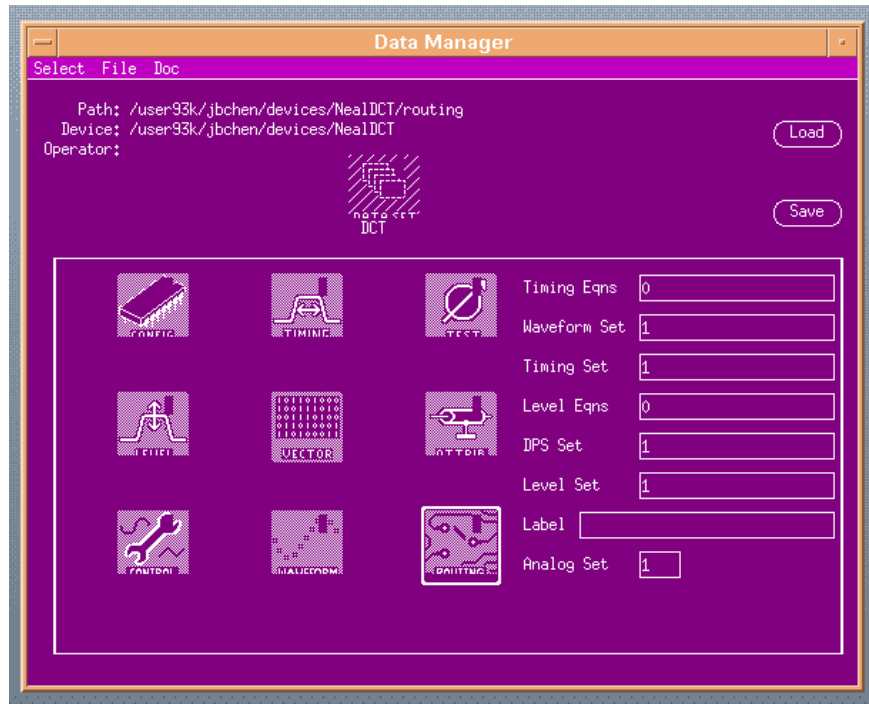 Data Manager
Select File Doc
Path: /user93k/jbchen/devices/NealDCT/routing
Device: /user93k/jbchen/devices/NealDCT
Operator:
Load
DATA SET
DCT
Save
CONFIG
TIMING
TEST
Timing Eqns 0
Waveform Set 1
Timing Set 1
LEVEL
VECTOR
ATTRIB
Level Eqns 0
DPS Set 1
Level Set 1
CONTROL
WAVEFORM
ROUTING
Label
Analog Set 1